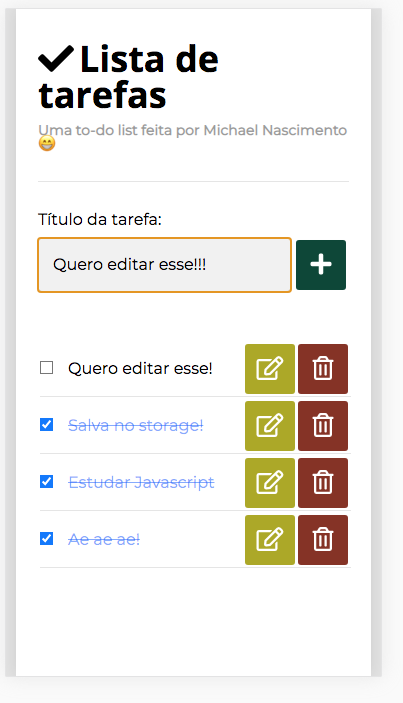 Lista de
tarefas
Uma to-do list feita por Michael Nascimento
😁
Título da tarefa:
Quero editar esse!!!
Quero editar esse!
Salva no storage!
Estudar Javascript
Ae ae ae!